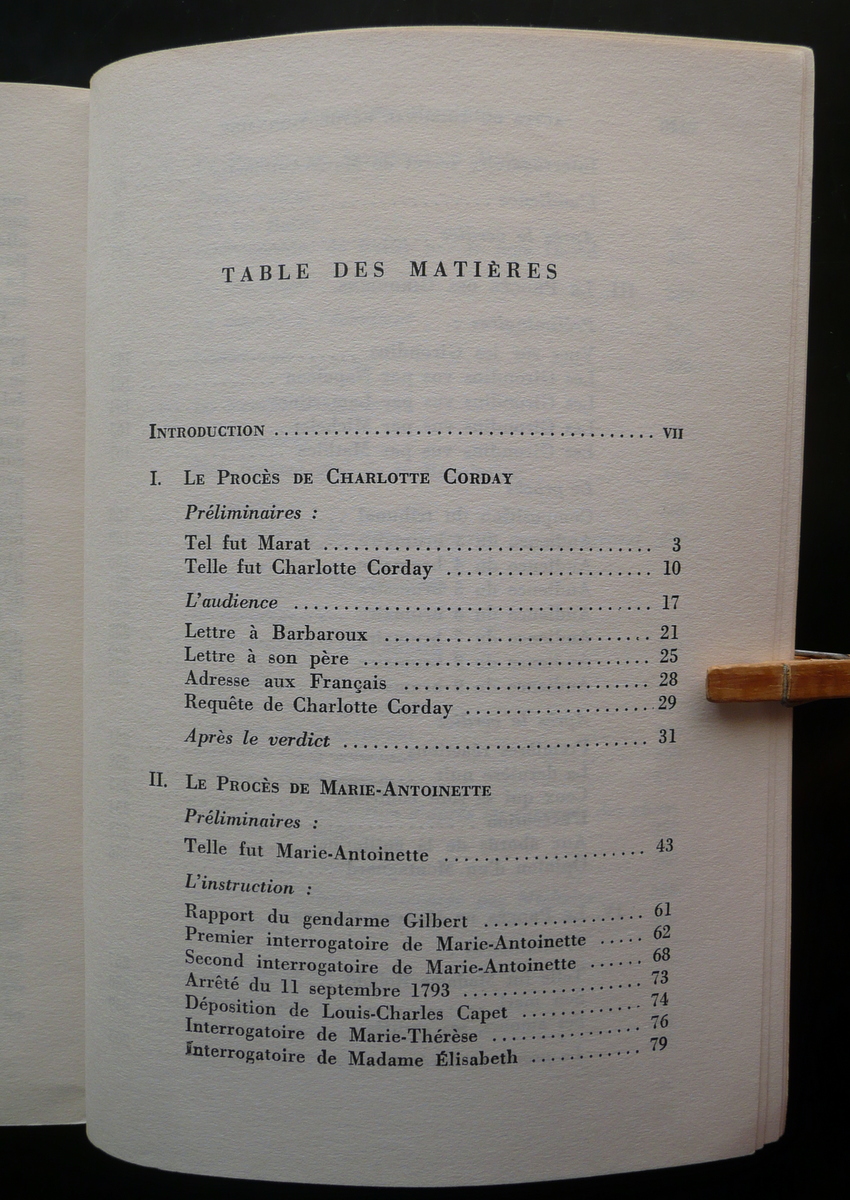 TABLE DES MATIÈRES
INTRODUCTION ........................................ VII
I. LE PROCÈS DE CHARLOTTE CORDAY
Préliminaires :
Tel fut Marat ................................... 3
Telle fut Charlotte Corday ...................... 10
L'audience ...................................... 17
Lettre à Barbaroux ............................ 21
Lettre à son père .............................. 25
Adresse aux Français .......................... 28
Requête de Charlotte Corday .................... 29
Après le verdict ................................ 31
II. LE PROCÈS DE MARIE-ANTOINETTE
Préliminaires :
Telle fut Marie-Antoinette ...................... 43
L'instruction :
Rapport du gendarme Gilbert ................. 61
Premier interrogatoire de Marie-Antoinette ..... 62
Second interrogatoire de Marie-Antoinette ...... 68
Arrêté du 11 septembre 1793 ................... 73
Déposition de Louis-Charles Capet ............. 74
Interrogatoire de Marie-Thérèse ................ 76
Interrogatoire de Madame Élisabeth ............ 79